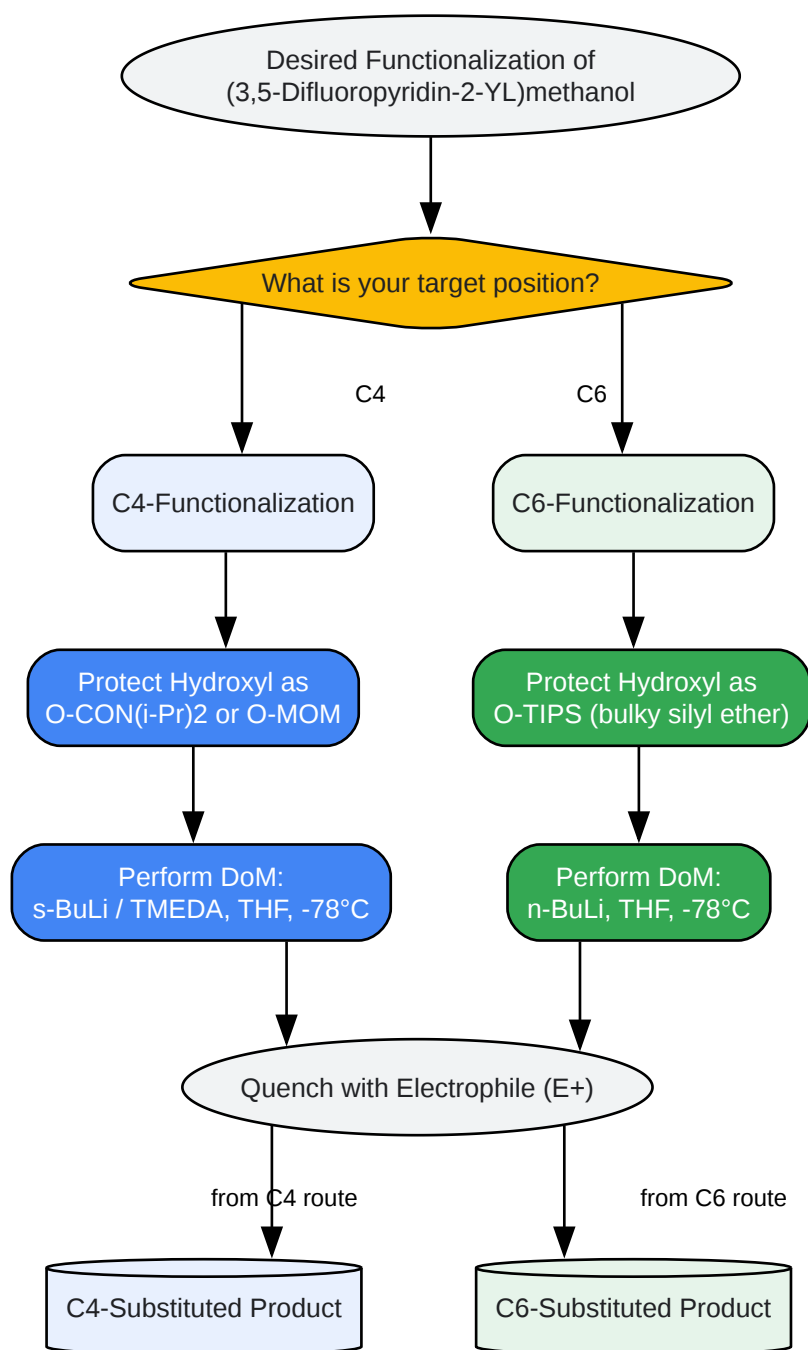 Desired Functionalization of
(3,5-Difluoropyridin-2-YL)methanol
What is your target position?
C4
C6
C4-Functionalization
C6-Functionalization
Protect Hydroxyl as
O-CON(i-Pr)2 or O-MOM
Protect Hydroxyl as
O-TIPS (bulky silyl ether)
Perform DoM:
s-BuLi / TMEDA, THF, -78°C
Perform DoM:
n-BuLi, THF, -78°C
Quench with Electrophile (E+)
from C4 route
from C6 route
C4-Substituted Product
C6-Substituted Product